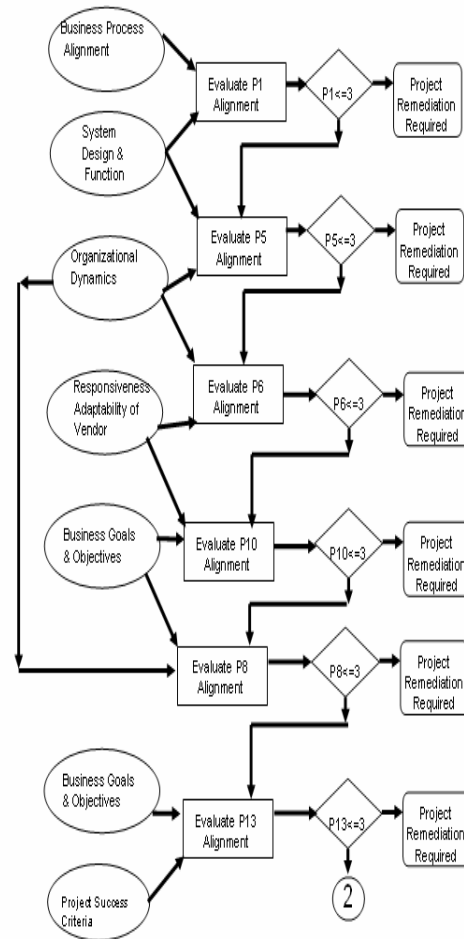 Business Process
Alignment
Evaluate P1
Alignment
P1<=3
Project
Remediation
Required
System
Design &
Function
Evaluate P5
Alignment
P5<=3
Project
Remediation
Required
Organizational
Dynamics
Evaluate P6
Alignment
P6<=3
Project
Remediation
Required
Responsiveness
Adaptability of
Vendor
Evaluate P10
Alignment
P10<=3
Project
Remediation
Required
Business Goals
& Objectives
Evaluate P8
Alignment
P8<=3
Project
Remediation
Required
Business Goals
& Objectives
Evaluate P13
Alignment
P13<=3
Project
Remediation
Required
Project Success
Criteria
2